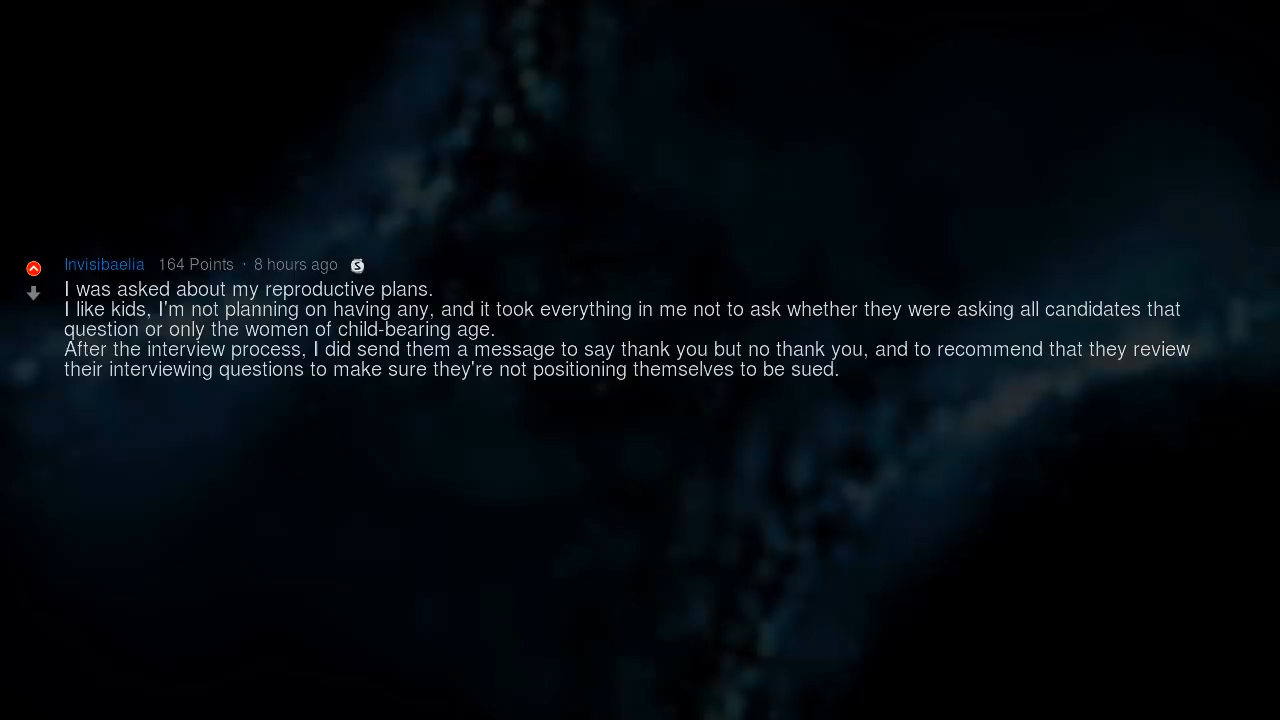 Invisibaelia 164 Points · 8 hours ago
I was asked about my reproductive plans.
I like kids, I'm not planning on having any, and it took everything in me not to ask whether they were asking all candidates that
question or only the women of child-bearing age.
After the interview process, I did send them a message to say thank you but no thank you, and to recommend that they review
their interviewing questions to make sure they're not positioning themselves to be sued.